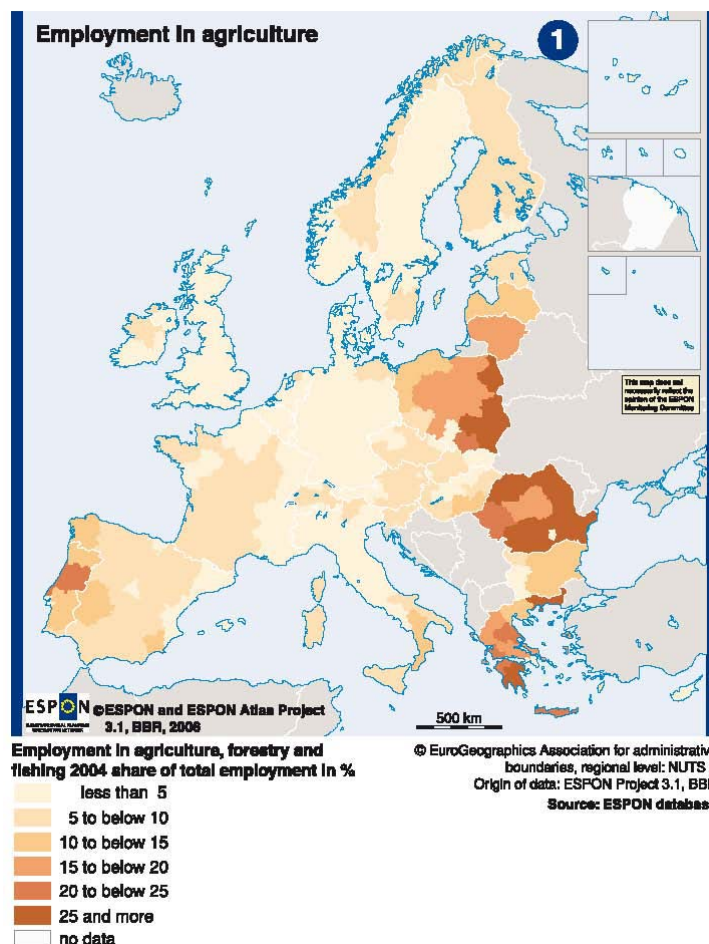 Employment in agriculture
1
This map does not
necessarily reflect the
opinion of the ESPON
Monitoring Committee
ESPON
©ESPON and ESPON Atlas Project
3.1, BBR, 2006
500 km
Employment in agriculture, forestry and
fishing 2004 share of total employment in %
less than 5
5 to below 10
10 to below 15
15 to below 20
20 to below 25
25 and more
no data
© EuroGeographics Association for administrativ
boundaries, regional level: NUTS
Origin of data: ESPON Project 3.1, BB
Source: ESPON databas